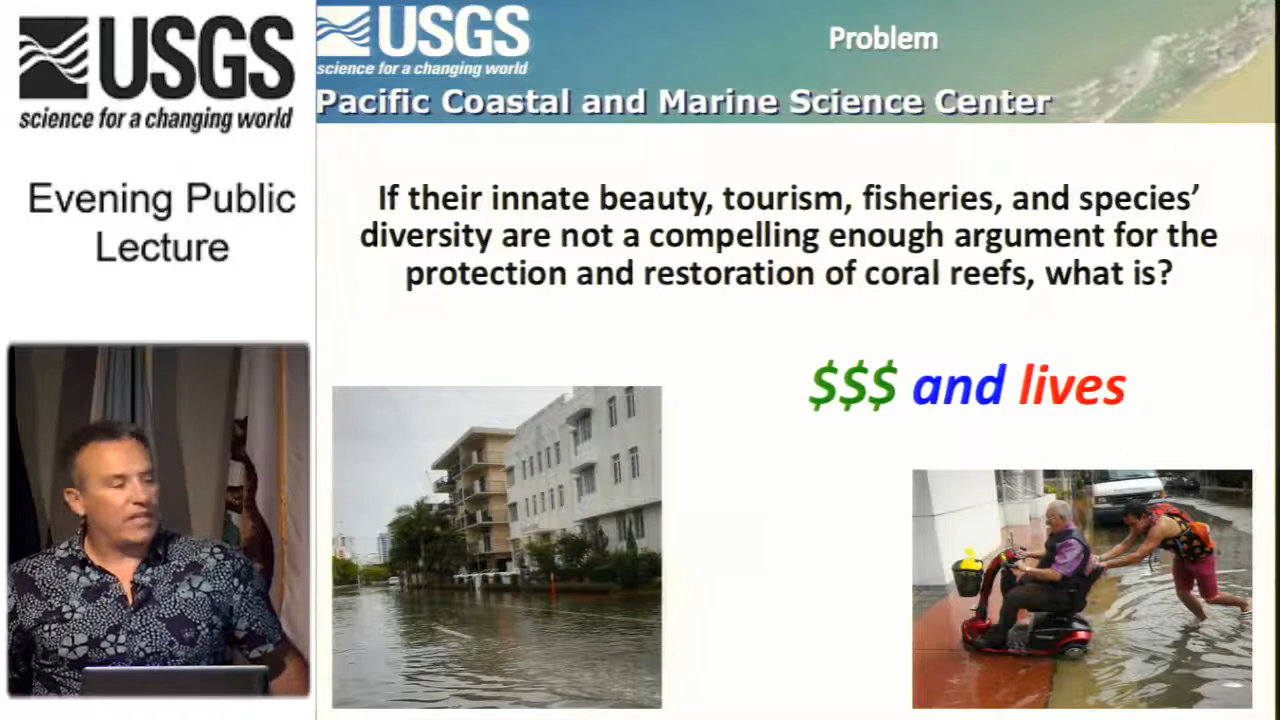 USGS
science for a changing world
Evening Public
Lecture
USGS
science for a changing world
Problem
Pacific Coastal and Marine Science Center
If their innate beauty, tourism, fisheries, and species’
diversity are not a compelling enough argument for the
protection and restoration of coral reefs, what is?
$$$ and lives